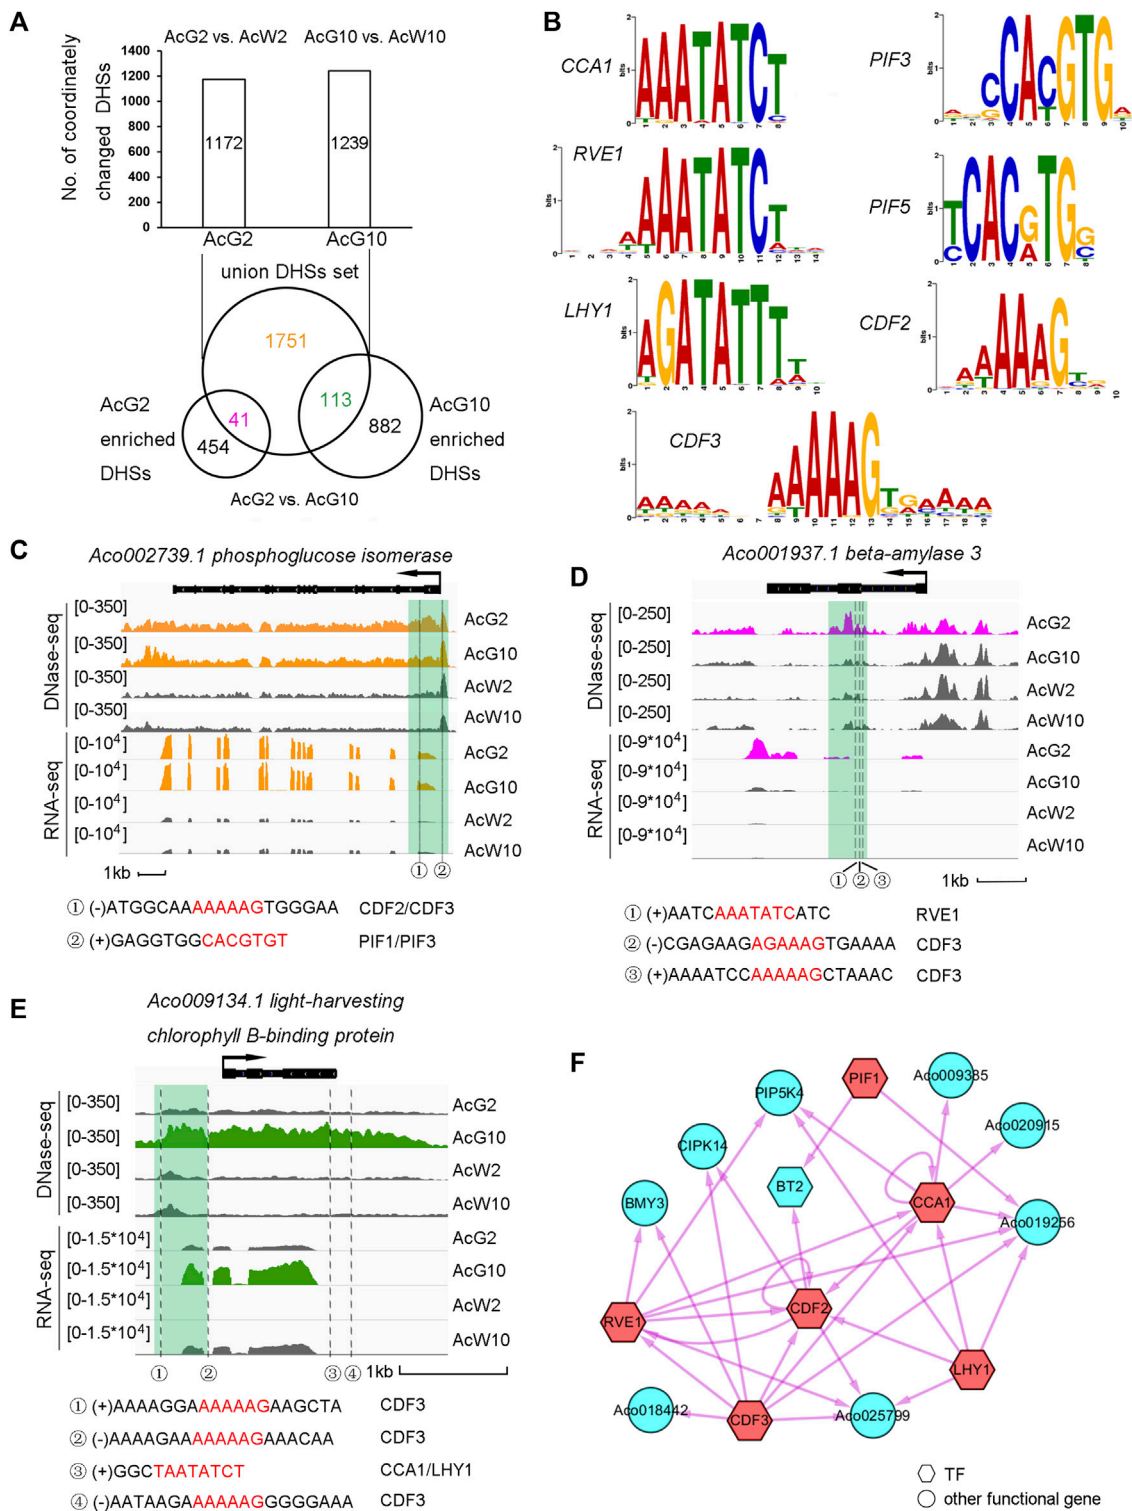 A
AcG2 vs. AcW2
AcG10 vs. AcW10
No. of coordinately
changed DHSs
1400
1200
1000
800
600
400
200
0
1172
1239
AcG2
AcG10
union DHSs set
1751
41
113
454
882
AcG2
enriched
DHSs
AcG10
enriched
DHSs
AcG2 vs. AcG10
B
CCA1
RVE1
LHY1
CDF3
PIF3
PIF5
CDF2
bits
C
Aco002739.1 phosphoglucose isomerase
DNase-seq
RNA-seq
[0-350] AcG2
[0-350] AcG10
[0-350] AcW2
[0-350] AcW10
[0-10⁴] AcG2
[0-10⁴] AcG10
[0-10⁴] AcW2
[0-10⁴] AcW10
1kb
① ②
① (-)ATGGCAAAAAAAGTGGGAA CDF2/CDF3
② (+)GAGGTGGCACGTGT PIF1/PIF3
D
Aco001937.1 beta-amylase 3
DNase-seq
RNA-seq
[0-250] AcG2
[0-250] AcG10
[0-250] AcW2
[0-250] AcW10
[0-9*10⁴] AcG2
[0-9*10⁴] AcG10
[0-9*10⁴] AcW2
[0-9*10⁴] AcW10
① ② ③
1kb
① (+)AATCAAATATCATC RVE1
② (-)CGAGAAGAGAAAGTGAAAA CDF3
③ (+)AAAATCCAAAAAGCTAAAC CDF3
E
Aco009134.1 light-harvesting
chlorophyll B-binding protein
DNase-seq
RNA-seq
[0-350] AcG2
[0-350] AcG10
[0-350] AcW2
[0-350] AcW10
[0-1.5*10⁴] AcG2
[0-1.5*10⁴] AcG10
[0-1.5*10⁴] AcW2
[0-1.5*10⁴] AcW10
① ② ③ ④ 1kb
① (+)AAAAGGAAAAAAGAAGCTA CDF3
② (-)AAAAGAAAAAAAGAAACAA CDF3
③ (+)GGCTAATATCT CCA1/LHY1
④ (-)AATAAGAAAAAAGGGGGAAA CDF3
F
PIF1
PIP5K4
Aco009385
CIPK14
Aco020915
BT2
BMY3
CCA1
Aco019256
RVE1
CDF2
LHY1
Aco018442
CDF3
Aco025799
TF
other functional gene